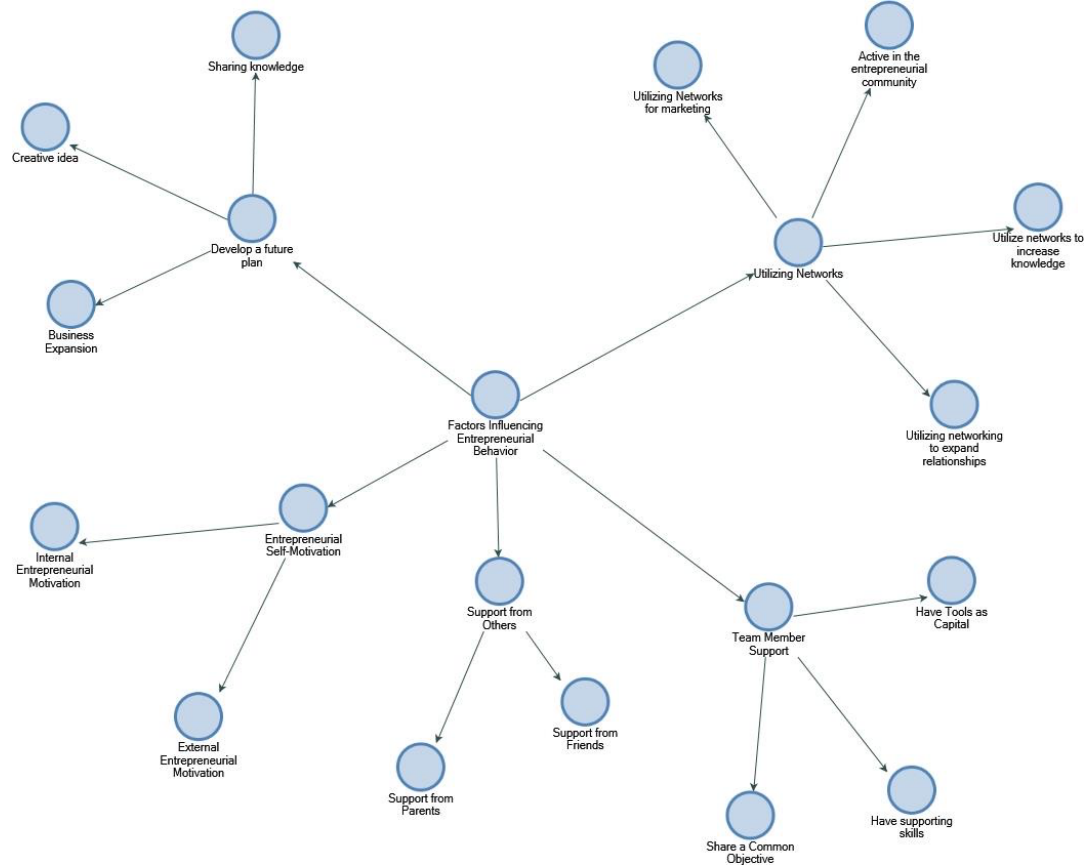 Sharing knowledge
Creative idea
Develop a future
plan
Business
Expansion
Utilizing Networks
for marketing
Active in the
entrepreneurial
community
Utilizing Networks
Utilize networks to
increase
knowledge
Utilizing networking
to expand
relationships
Factors Influencing
Entrepreneurial
Behavior
Entrepreneurial
Self-Motivation
Internal
Entrepreneurial
Motivation
External
Entrepreneurial
Motivation
Support from
Others
Support from
Parents
Support from
Friends
Team Member
Support
Have Tools as
Capital
Have supporting
skills
Share a Common
Objective